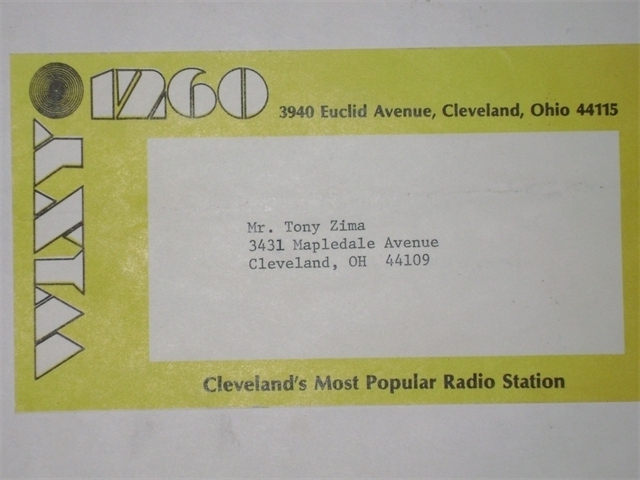 WIXY 1260
3940 Euclid Avenue, Cleveland, Ohio 44115
Mr. Tony Zima
3431 Mapledale Avenue
Cleveland, OH 44109
Cleveland's Most Popular Radio Station